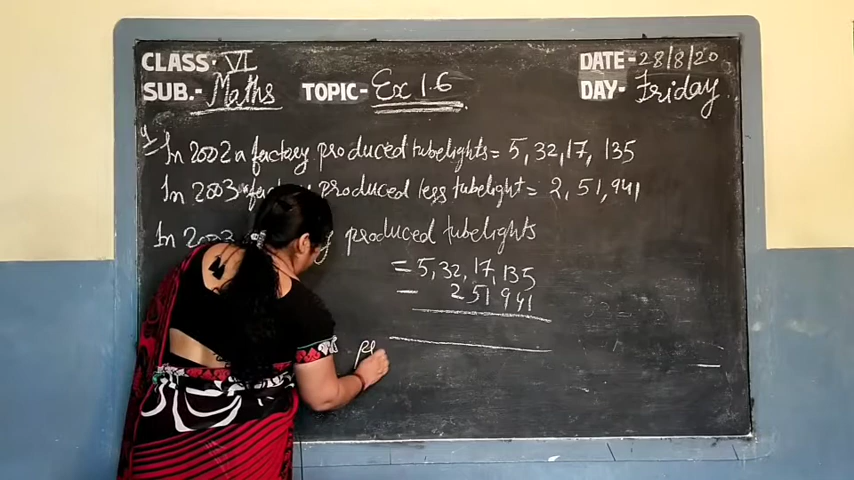 CLASS- VI
SUB.- Maths
TOPIC- Ex 1.6
DATE- 28/8/20
DAY- Friday
In 2002 a factory produced tubelights = 5,32,17,135
In 2003 produced less tubelight = 2,51,941
In produced tubelights
= 5,32,17,135
- 251941